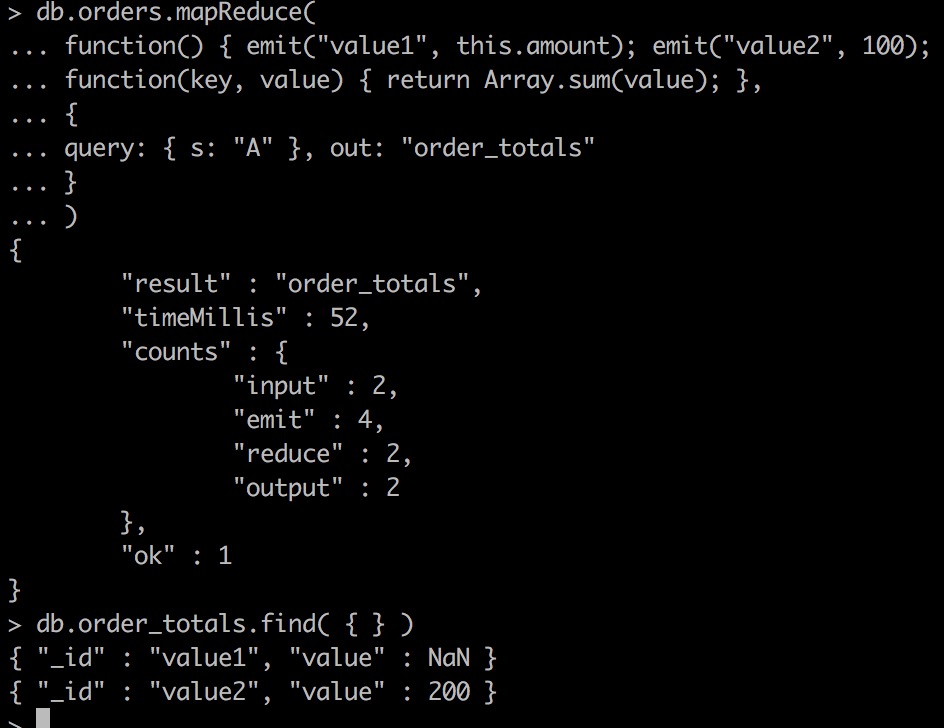 > db.orders.mapReduce(
... function() { emit("value1", this.amount); emit("value2", 100);
... function(key, value) { return Array.sum(value); },
... {
... query: { s: "A" }, out: "order_totals"
... }
... )
{
        "result" : "order_totals",
        "timeMillis" : 52,
        "counts" : {
                "input" : 2,
                "emit" : 4,
                "reduce" : 2,
                "output" : 2
        },
        "ok" : 1
}
> db.order_totals.find( { } )
{ "_id" : "value1", "value" : NaN }
{ "_id" : "value2", "value" : 200 }
>